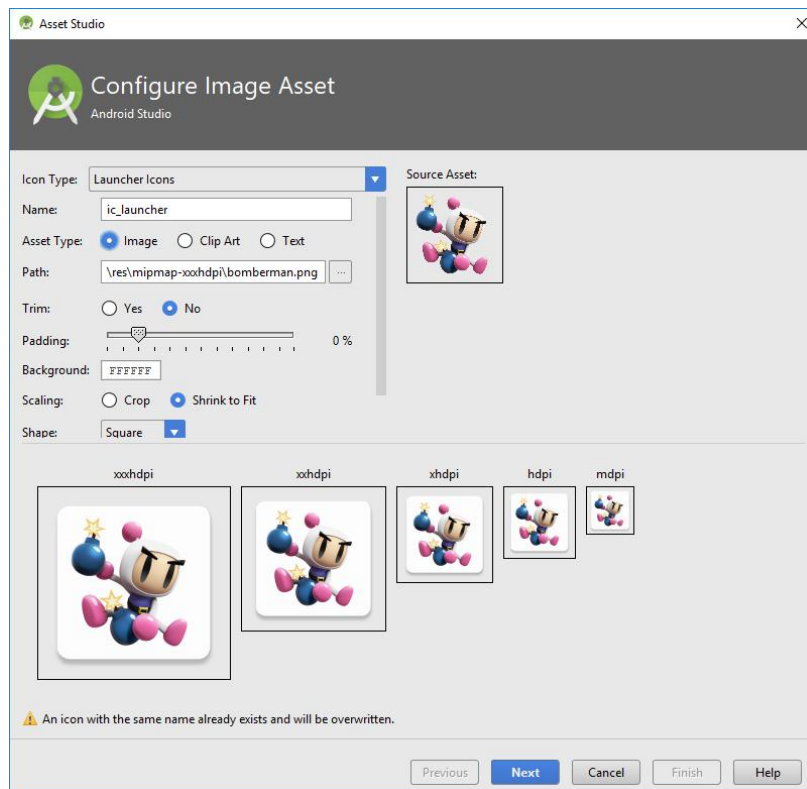 Asset Studio
Configure Image Asset
Android Studio
Icon Type: Launcher Icons
Source Asset:
Name: ic_launcher
Asset Type: Image Clip Art Text
Path: \res\mipmap-xxxhdpi\bomberman.png ...
Trim: Yes No
Padding: 0 %
Background: FFFFFF
Scaling: Crop Shrink to Fit
Shape: Square
xxxhdpi xxhdpi xhdpi hdpi mdpi
An icon with the same name already exists and will be overwritten.
Previous Next Cancel Finish Help